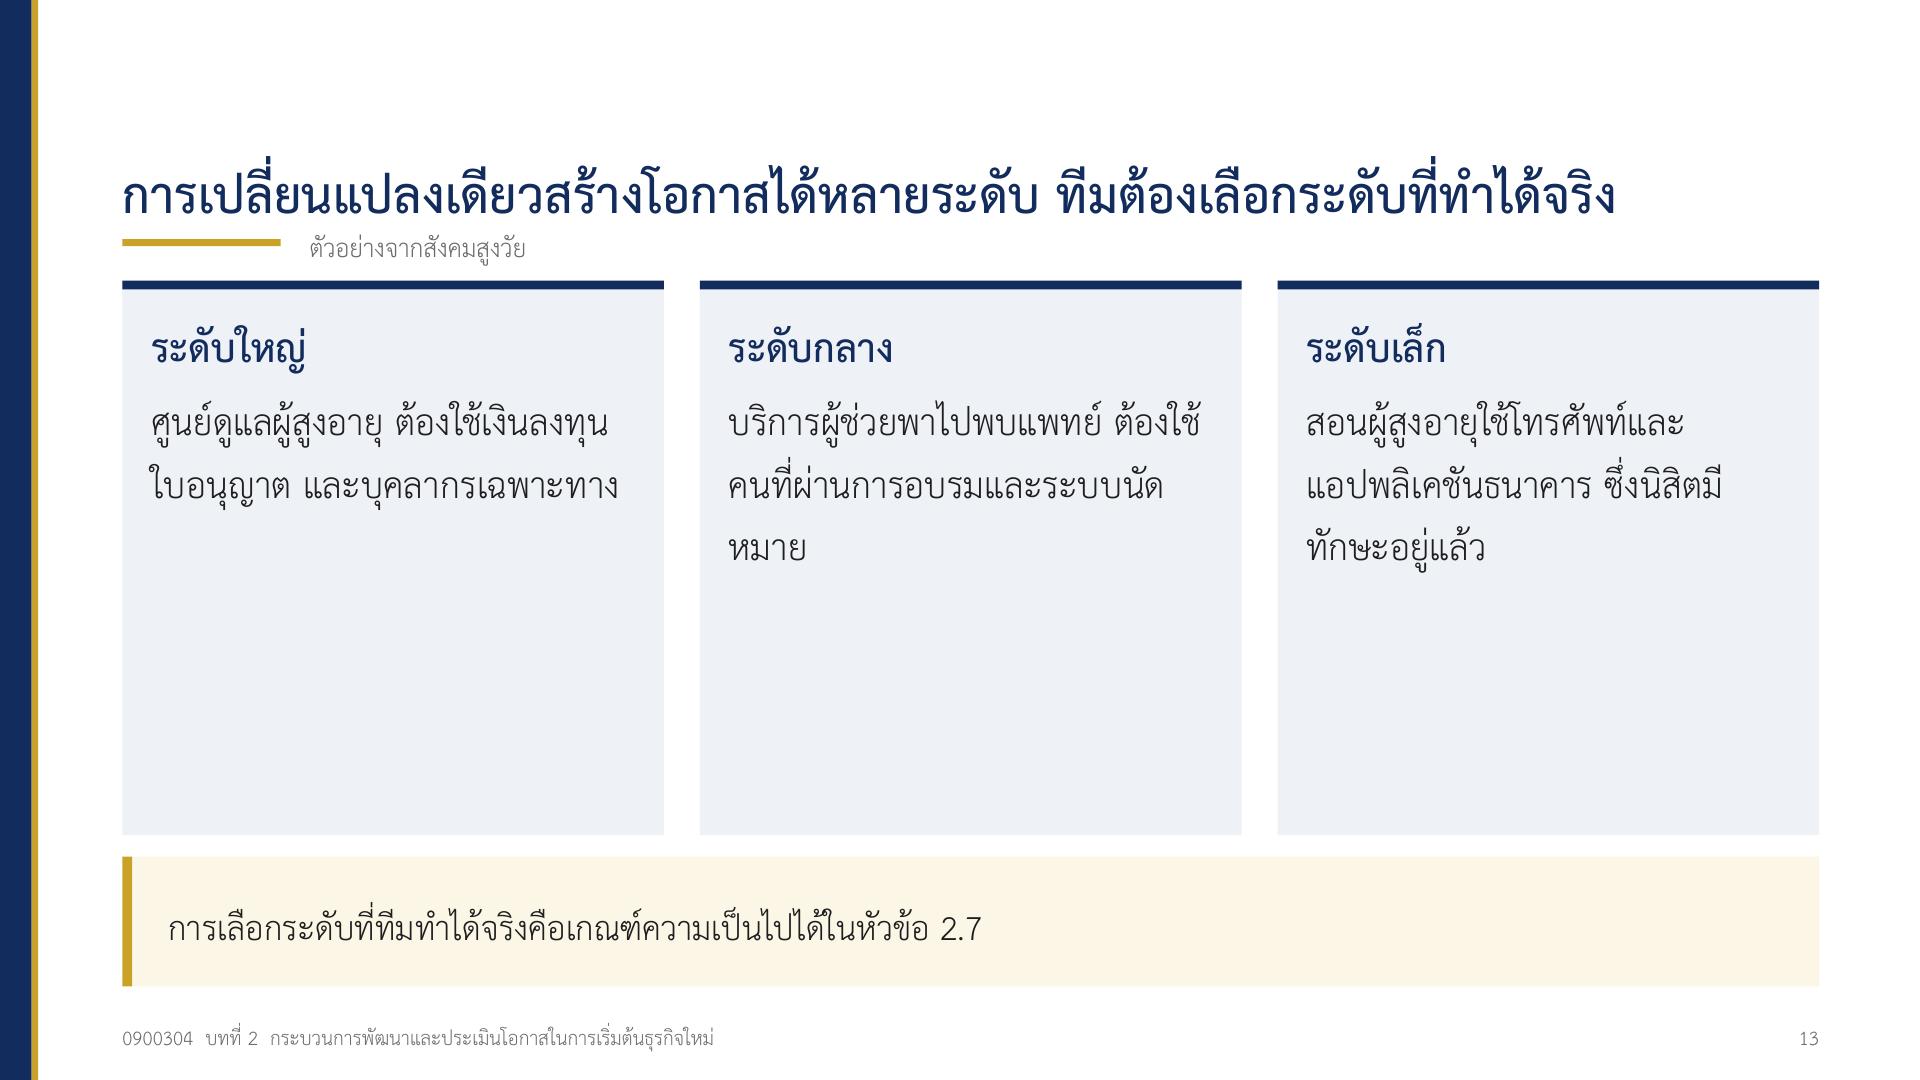 การเปลี่ยนแปลงเดียวสร้างโอกาสได้หลายระดับ ทีมต้องเลือกระดับที่ทำได้จริง
ตัวอย่างจากสังคมสูงวัย
ระดับใหญ่
ศูนย์ดูแลผู้สูงอายุ ต้องใช้เงินลงทุน
ใบอนุญาต และบุคลากรเฉพาะทาง
ระดับกลาง
บริการผู้ช่วยพาไปพบแพทย์ ต้องใช้
คนที่ผ่านการอบรมและระบบนัด
หมาย
ระดับเล็ก
สอนผู้สูงอายุใช้โทรศัพท์และ
แอปพลิเคชันธนาคาร ซึ่งนิสิตมี
ทักษะอยู่แล้ว
การเลือกระดับที่ทีมทำได้จริงคือเกณฑ์ความเป็นไปได้ในหัวข้อ 2.7
0900304 บทที่ 2 กระบวนการพัฒนาและประเมินโอกาสในการเริ่มต้นธุรกิจใหม่
13